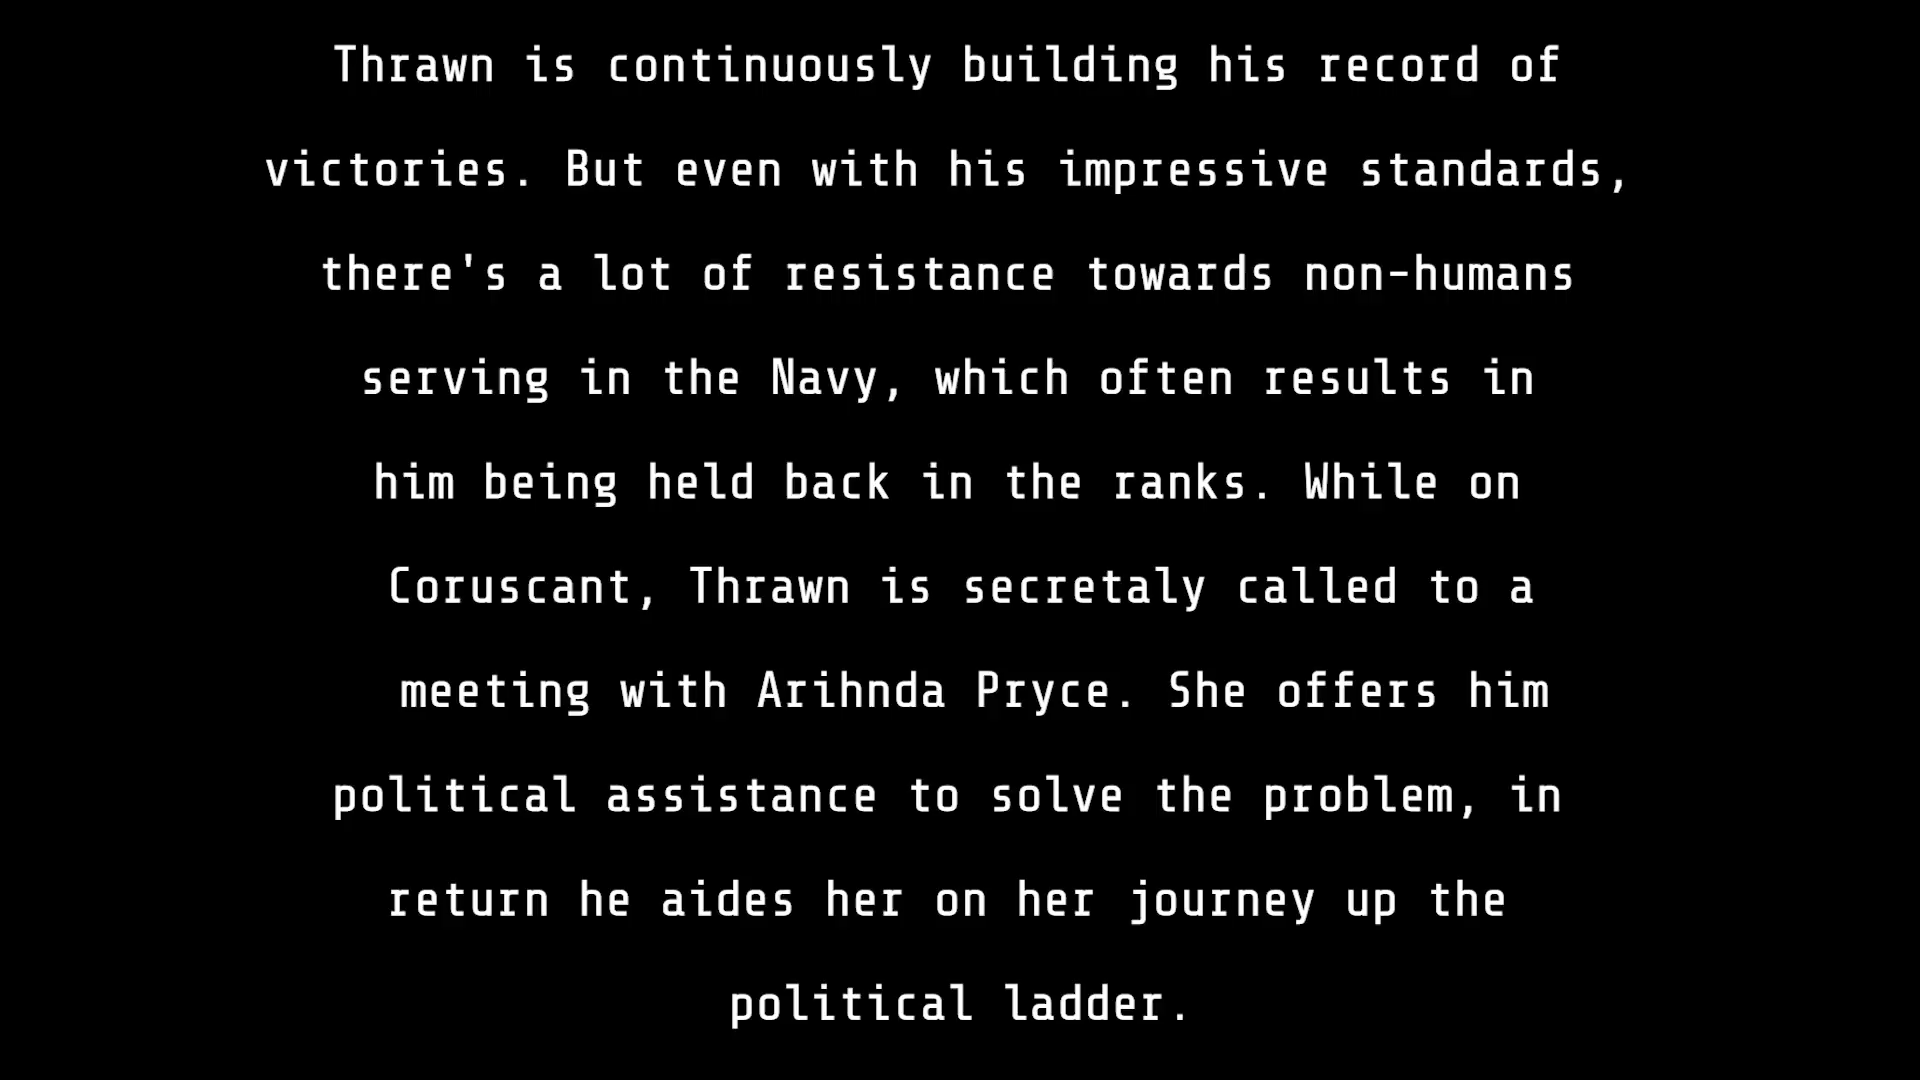 Thrawn is continuously building his record of
victories. But even with his impressive standards,
there's a lot of resistance towards non-humans
serving in the Navy, which often results in
him being held back in the ranks. While on
Coruscant, Thrawn is secretaly called to a
meeting with Arihnda Pryce. She offers him
political assistance to solve the problem, in
return he aides her on her journey up the
political ladder.